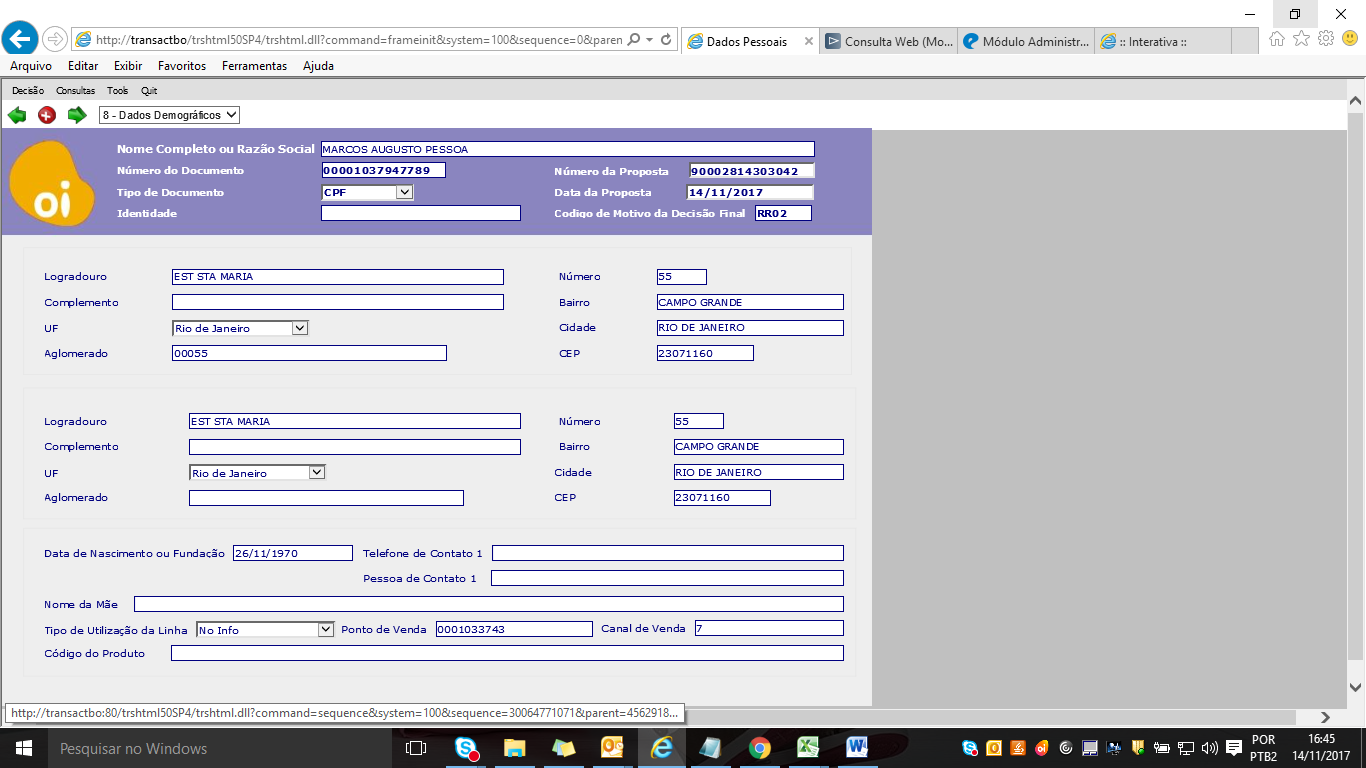 http://transactbo/trshtml50SP4/trshtml.dll?command=frameinit&system=100&sequence=0&paren
Dados Pessoais
Consulta Web (Mo...
Módulo Administr...
:: Interativa ::
Arquivo Editar Exibir Favoritos Ferramentas Ajuda
Decisão Consultas Tools Quit
8 - Dados Demográficos
oi
Nome Completo ou Razão Social MARCOS AUGUSTO PESSOA
Número do Documento 00001037947789 Número da Proposta 90002814303042
Tipo de Documento CPF Data da Proposta 14/11/2017
Identidade Codigo de Motivo da Decisão Final RR02
Logradouro EST STA MARIA Número 55
Complemento Bairro CAMPO GRANDE
UF Rio de Janeiro Cidade RIO DE JANEIRO
Aglomerado 00055 CEP 23071160
Logradouro EST STA MARIA Número 55
Complemento Bairro CAMPO GRANDE
UF Rio de Janeiro Cidade RIO DE JANEIRO
Aglomerado CEP 23071160
Data de Nascimento ou Fundação 26/11/1970 Telefone de Contato 1
Pessoa de Contato 1
Nome da Mãe
Tipo de Utilização da Linha No Info Ponto de Venda 0001033743 Canal de Venda 7
Código do Produto
http://transactbo:80/trshtml50SP4/trshtml.dll?command=sequence&system=100&sequence=30064771071&parent=4562918...
Pesquisar no Windows
POR 16:45
PTB2 14/11/2017